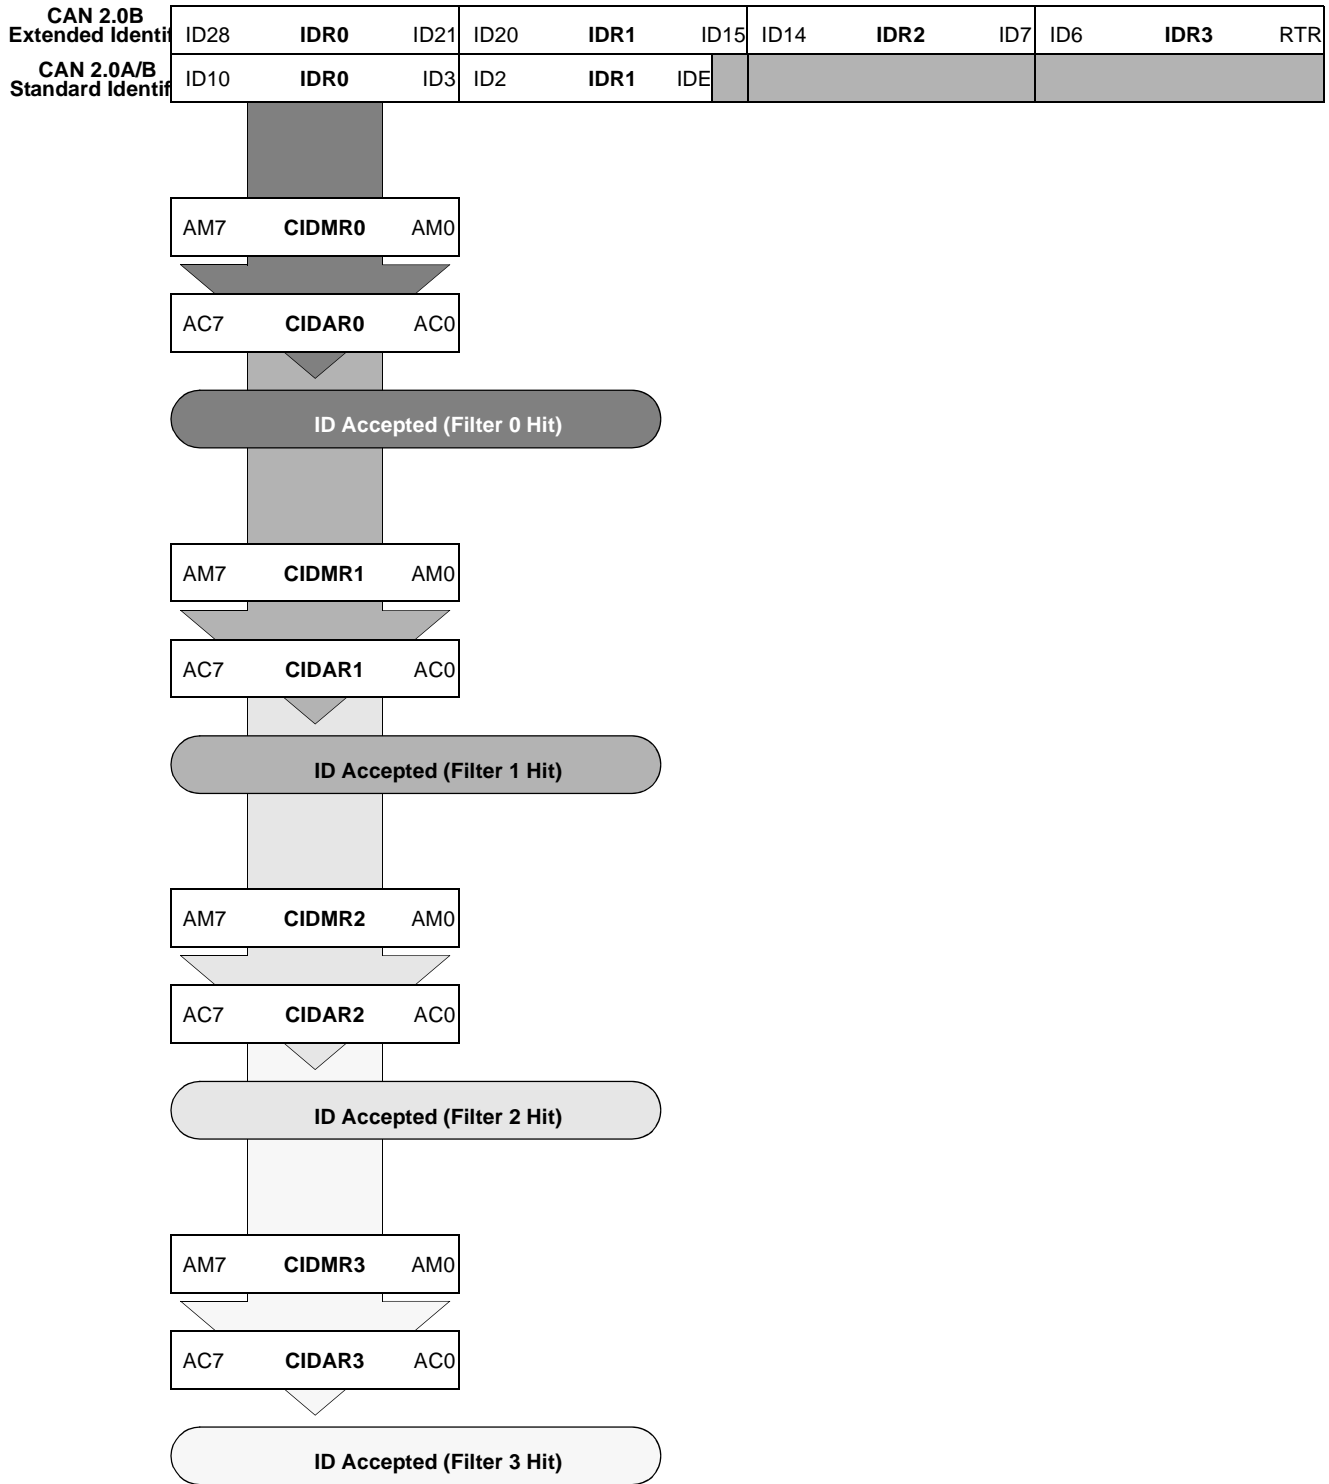 CAN 2.0B
Extended Identif ID28 IDR0 ID21 ID20 IDR1 ID15 ID14 IDR2 ID7 ID6 IDR3 RTR
CAN 2.0A/B
Standard Identif ID10 IDR0 ID3 ID2 IDR1 IDE
AM7 CIDMR0 AM0
AC7 CIDAR0 AC0
ID Accepted (Filter 0 Hit)
AM7 CIDMR1 AM0
AC7 CIDAR1 AC0
ID Accepted (Filter 1 Hit)
AM7 CIDMR2 AM0
AC7 CIDAR2 AC0
ID Accepted (Filter 2 Hit)
AM7 CIDMR3 AM0
AC7 CIDAR3 AC0
ID Accepted (Filter 3 Hit)